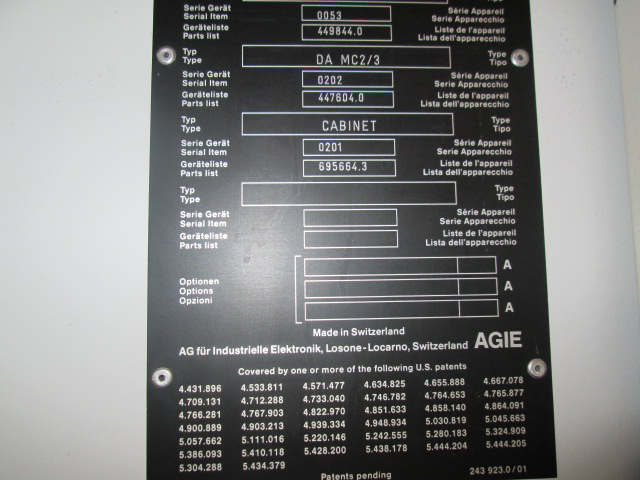 Serie Gerät 0053 Série Appareil
Serial Item Serie Apparecchio
Geräteliste 449844.0 Liste de l'appareil
Parts list Lista dell'apparecchio
Typ DA MC2/3 Type
Type Tipo
Serie Gerät 0202 Série Appareil
Serial Item Serie Apparecchio
Geräteliste 447604.0 Liste de l'appareil
Parts list Lista dell'apparecchio
Typ CABINET Type
Type Tipo
Serie Gerät 0201 Série Appareil
Serial Item Serie Apparecchio
Geräteliste 695664.3 Liste de l'appareil
Parts list Lista dell'apparecchio
Typ Type
Type Tipo
Serie Gerät Série Appareil
Serial Item Serie Apparecchio
Geräteliste Liste de l'appareil
Parts list Lista dell'apparecchio
A
Optionen
Options A
Opzioni
A
Made in Switzerland
AG für Industrielle Elektronik, Losone-Locarno, Switzerland AGIE
Covered by one or more of the following U.S. patents
4.431.896 4.533.811 4.571.477 4.634.825 4.655.888 4.667.078
4.709.131 4.712.288 4.733.040 4.746.782 4.764.653 4.765.877
4.766.281 4.767.903 4.822.970 4.851.633 4.858.140 4.864.091
4.900.889 4.903.213 4.939.334 4.948.934 5.030.819 5.045.663
5.057.662 5.111.016 5.220.146 5.242.555 5.280.183 5.324.909
5.386.093 5.410.118 5.428.200 5.438.178 5.444.204 5.444.205
5.304.288 5.434.379
Patents pending 243 923.0/01